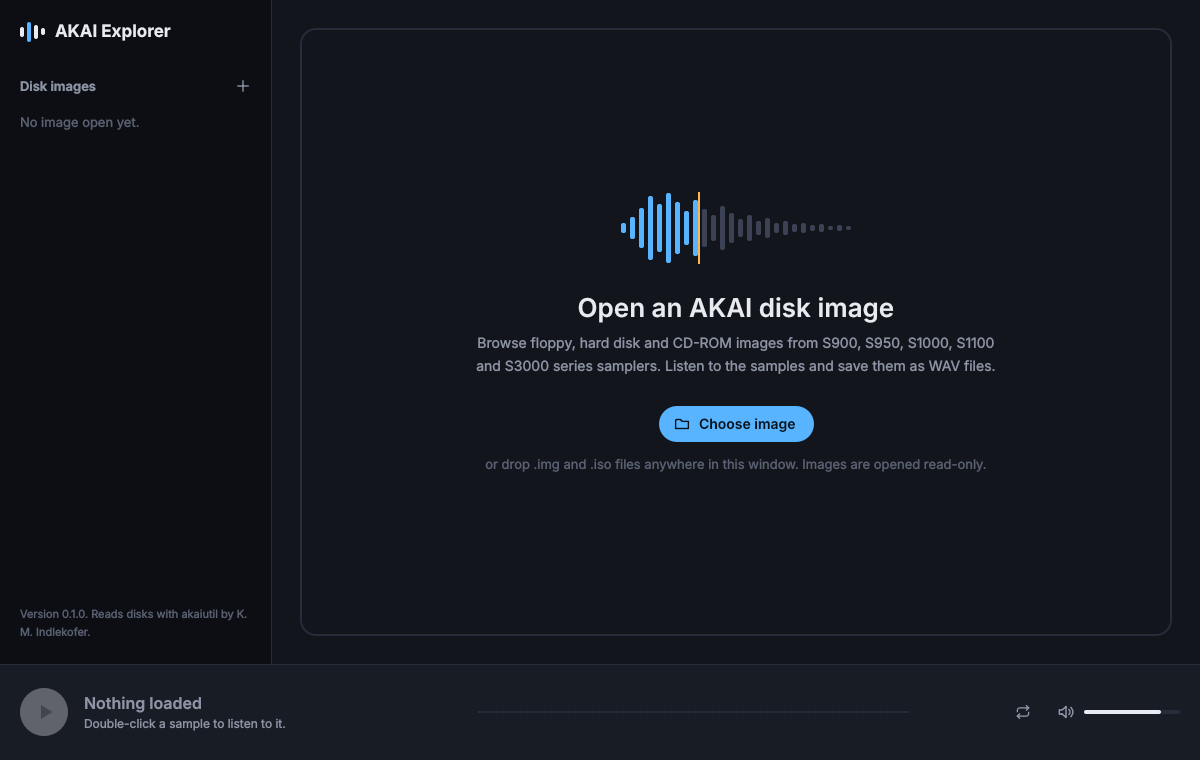 AKAI Explorer
Disk images
No image open yet.
Open an AKAI disk image
Browse floppy, hard disk and CD-ROM images from S900, S950, S1000, S1100
and S3000 series samplers. Listen to the samples and save them as WAV files.
Choose image
or drop .img and .iso files anywhere in this window. Images are opened read-only.
Version 0.1.0. Reads disks with akaiutil by K.
M. Indlekofer.
Nothing loaded
Double-click a sample to listen to it.